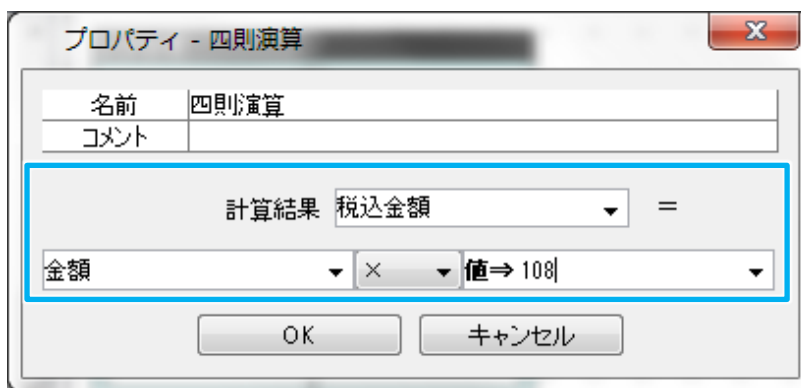 プロパティ - 四則演算
名前 四則演算
コメント
計算結果 税込金額 =
金額 × 値⇒ 108
OK キャンセル